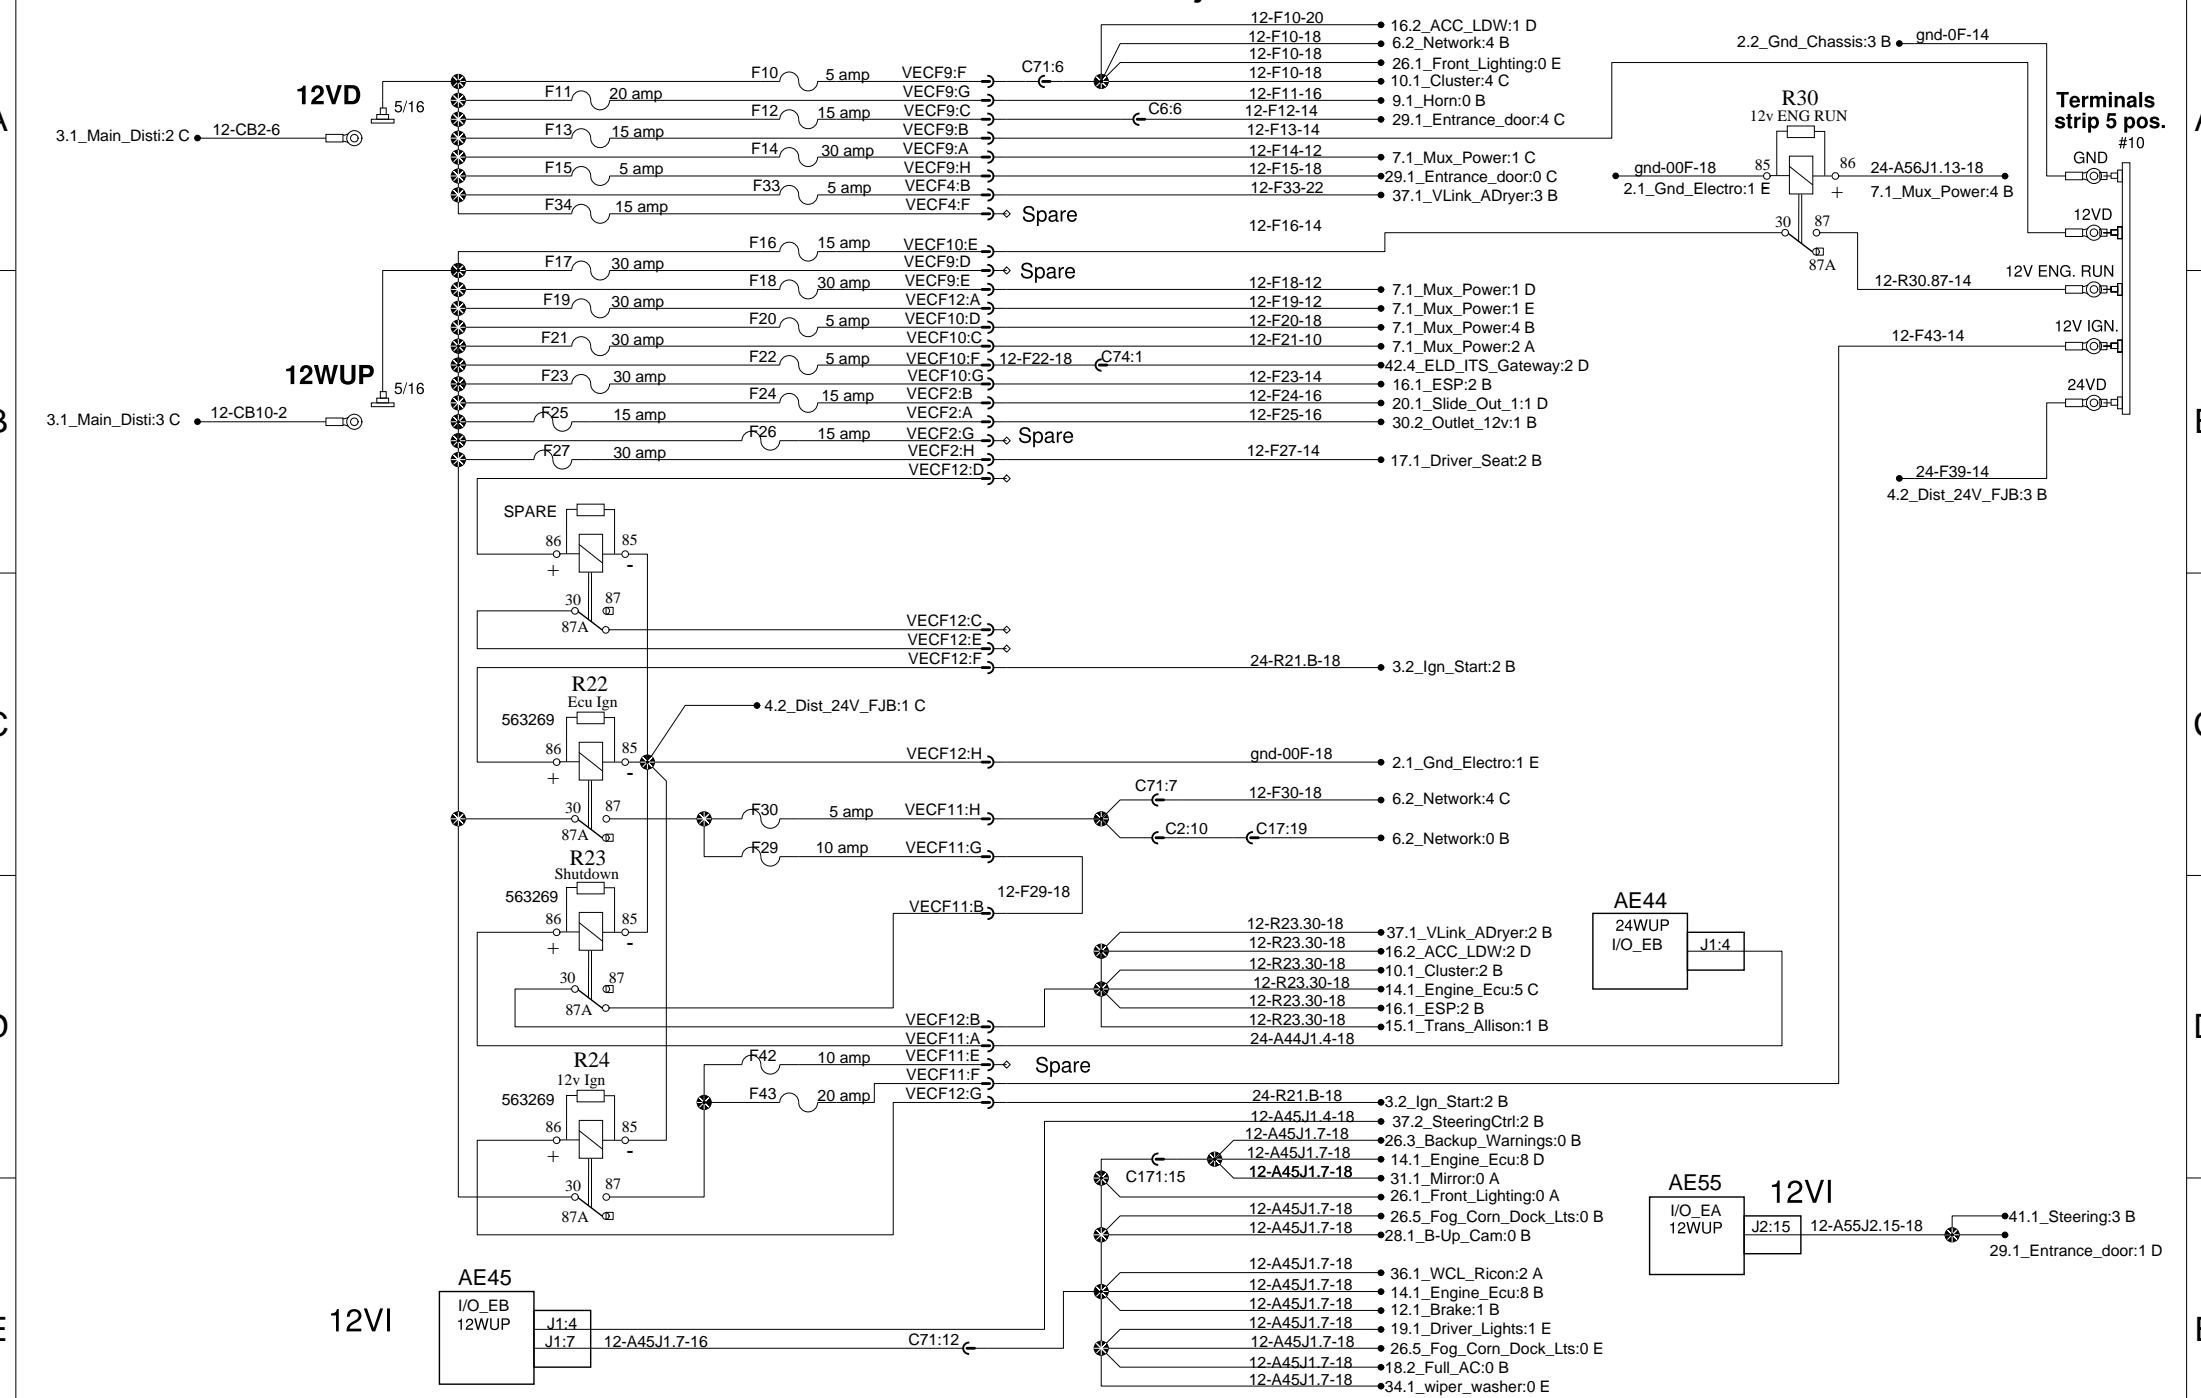 12-F10-20
16.2_ACC_LDW:1 D
12-F10-18
6.2_Network:4 B
12-F10-18
26.1_Front_Lighting:0 E
F10 5 amp VECF9:F C71:6 12-F10-18
10.1_Cluster:4 C
12VD
5/16
F11 20 amp VECF9:G 12-F11-16
9.1_Horn:0 B
F12 15 amp VECF9:C C6:6 12-F12-14
29.1_Entrance_door:4 C
3.1_Main_Disti:2 C 12-CB2-6
F13 15 amp VECF9:B 12-F13-14
F14 30 amp VECF9:A 12-F14-12
7.1_Mux_Power:1 C
F15 5 amp VECF9:H 12-F15-18
29.1_Entrance_door:0 C
F33 5 amp VECF4:B 12-F33-22
37.1_VLink_ADryer:3 B
F34 15 amp VECF4:F Spare
2.2_Gnd_Chassis:3 B gnd-0F-14
R30
12v ENG RUN
Terminals
strip 5 pos.
#10
gnd-00F-18 85 86 24-A56J1.13-18
2.1_Gnd_Electro:1 E + 7.1_Mux_Power:4 B
30 87
87A
GND
12VD
12V ENG. RUN
12-R30.87-14
12V IGN.
12-F43-14
24VD
24-F39-14
4.2_Dist_24V_FJB:3 B
12-F16-14
F16 15 amp VECF10:E
F17 30 amp VECF9:D Spare
F18 30 amp VECF9:E 12-F18-12 7.1_Mux_Power:1 D
F19 30 amp VECF12:A 12-F19-12 7.1_Mux_Power:1 E
F20 5 amp VECF10:D 12-F20-18 7.1_Mux_Power:4 B
F21 30 amp VECF10:C 12-F21-10 7.1_Mux_Power:2 A
F22 5 amp VECF10:F 12-F22-18 C74:1 42.4_ELD_ITS_Gateway:2 D
12WUP
5/16
F23 30 amp VECF10:G 12-F23-14 16.1_ESP:2 B
F24 15 amp VECF2:B 12-F24-16 20.1_Slide_Out_1:1 D
3.1_Main_Disti:3 C 12-CB10-2
F25 15 amp VECF2:A 12-F25-16 30.2_Outlet_12v:1 B
F26 15 amp VECF2:G Spare
F27 30 amp VECF2:H 12-F27-14 17.1_Driver_Seat:2 B
VECF12:D
SPARE
86 85
+ -
30 87
87A
VECF12:C
VECF12:E
VECF12:F 24-R21.B-18 3.2_Ign_Start:2 B
R22
Ecu Ign
563269
4.2_Dist_24V_FJB:1 C
86 85
+ -
VECF12:H gnd-00F-18 2.1_Gnd_Electro:1 E
30 87
87A
C71:7 12-F30-18 6.2_Network:4 C
F30 5 amp VECF11:H
C2:10 C17:19 6.2_Network:0 B
F29 10 amp VECF11:G
12-F29-18
VECF11:B
R23
Shutdown
563269
86 85
+ -
30 87
87A
12-R23.30-18 37.1_VLink_ADryer:2 B
12-R23.30-18 16.2_ACC_LDW:2 D
12-R23.30-18 10.1_Cluster:2 B
12-R23.30-18 14.1_Engine_Ecu:5 C
12-R23.30-18 16.1_ESP:2 B
VECF12:B 12-R23.30-18 15.1_Trans_Allison:1 B
VECF11:A 24-A44J1.4-18
AE44
24WUP
I/O_EB
J1:4
F42 10 amp VECF11:E Spare
F43 20 amp VECF11:F
VECF12:G 24-R21.B-18 3.2_Ign_Start:2 B
R24
12v Ign
563269
86 85
+ -
30 87
87A
12-A45J1.4-18 37.2_SteeringCtrl:2 B
12-A45J1.7-18 26.3_Backup_Warnings:0 B
12-A45J1.7-18 14.1_Engine_Ecu:8 D
C171:15 12-A45J1.7-18 31.1_Mirror:0 A
26.1_Front_Lighting:0 A
12-A45J1.7-18 26.5_Fog_Corn_Dock_Lts:0 B
12-A45J1.7-18 28.1_B-Up_Cam:0 B
12-A45J1.7-18 36.1_WCL_Ricon:2 A
12-A45J1.7-18 14.1_Engine_Ecu:8 B
12-A45J1.7-18 12.1_Brake:1 B
12-A45J1.7-18 19.1_Driver_Lights:1 E
12-A45J1.7-18 26.5_Fog_Corn_Dock_Lts:0 E
12-A45J1.7-18 18.2_Full_AC:0 B
12-A45J1.7-18 34.1_wiper_washer:0 E
AE55 12VI
I/O_EA
12WUP
J2:15 12-A55J2.15-18
41.1_Steering:3 B
29.1_Entrance_door:1 D
12VI
AE45
I/O_EB
12WUP
J1:4
J1:7 12-A45J1.7-16 C71:12